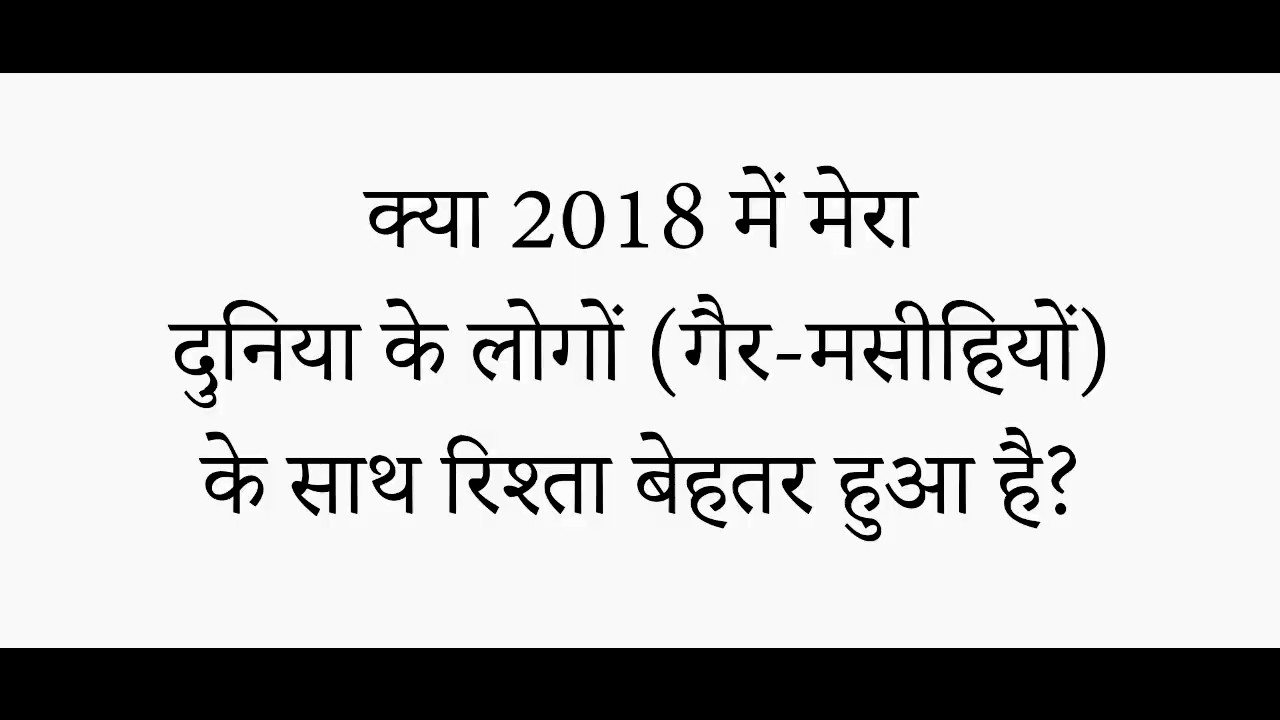 क्या 2018 में मेरा
दुनिया के लोगों (गैर-मसीहियों)
के साथ रिश्ता बेहतर हुआ है?